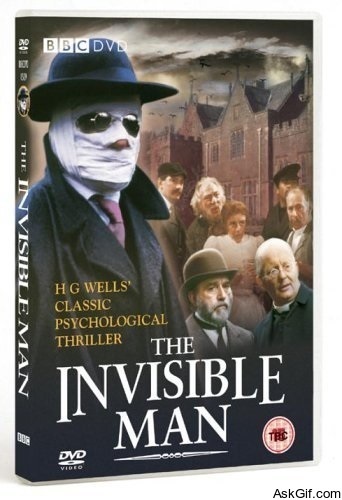 BBC DVD
H G WELLS'
CLASSIC
PSYCHOLOGICAL
THRILLER
THE
INVISIBLE
MAN
DVD
VIDEO
TBC
THE INVISIBLE MAN
BBC
AskGif.com